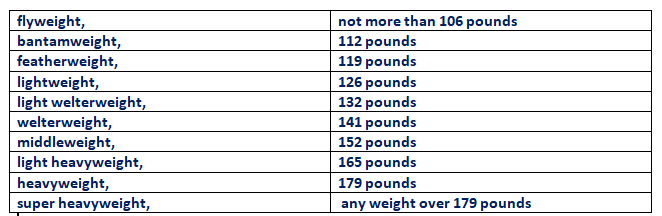 flyweight, not more than 106 pounds
bantamweight, 112 pounds
featherweight, 119 pounds
lightweight, 126 pounds
light welterweight, 132 pounds
welterweight, 141 pounds
middleweight, 152 pounds
light heavyweight, 165 pounds
heavyweight, 179 pounds
super heavyweight, any weight over 179 pounds